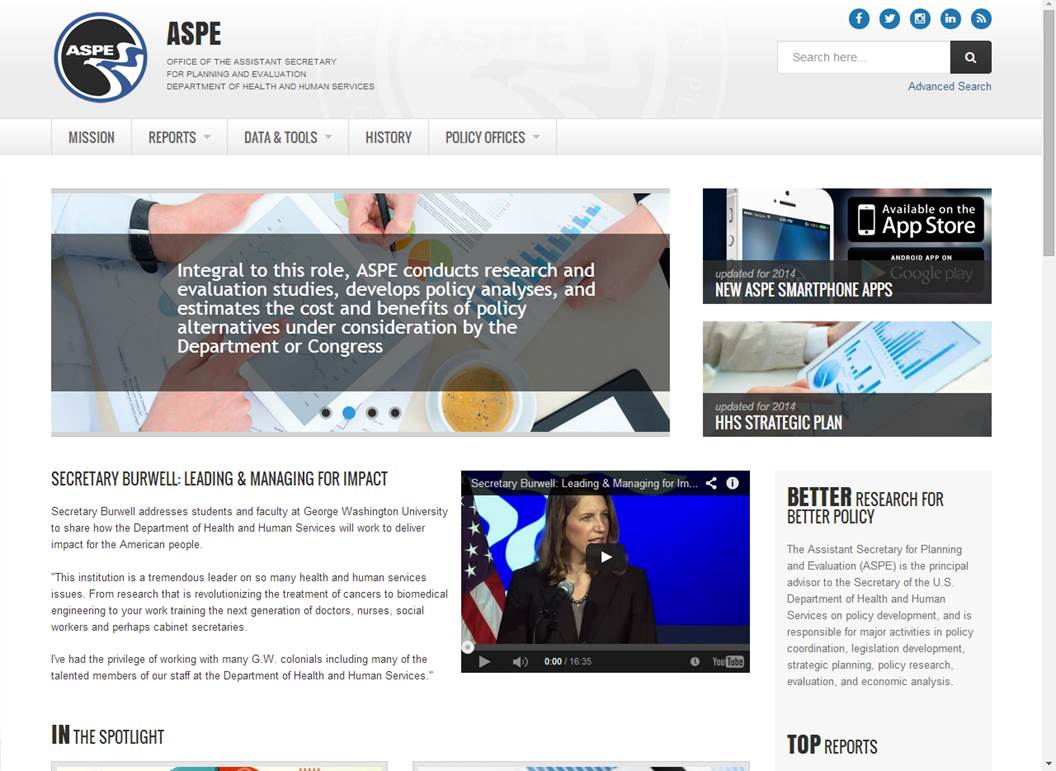 ASPE
ASPE
OFFICE OF THE ASSISTANT SECRETARY
FOR PLANNING AND EVALUATION
DEPARTMENT OF HEALTH AND HUMAN SERVICES
Search here...
Advanced Search
MISSION
REPORTS
DATA & TOOLS
HISTORY
POLICY OFFICES
Integral to this role, ASPE conducts research and
evaluation studies, develops policy analyses, and
estimates the cost and benefits of policy
alternatives under consideration by the
Department or Congress
Available on the
App Store
ANDROID APP ON
Google play
updated for 2014
NEW ASPE SMARTPHONE APPS
updated for 2014
HHS STRATEGIC PLAN
SECRETARY BURWELL: LEADING & MANAGING FOR IMPACT
Secretary Burwell addresses students and faculty at George Washington University
to share how the Department of Health and Human Services will work to deliver
impact for the American people.
"This institution is a tremendous leader on so many health and human services
issues. From research that is revolutionizing the treatment of cancers to biomedical
engineering to your work training the next generation of doctors, nurses, social
workers and perhaps cabinet secretaries.
I've had the privilege of working with many G.W. colonials including many of the
talented members of our staff at the Department of Health and Human Services."
Secretary Burwell: Leading & Managing for Im...
0:00 / 16:35
YouTube
BETTER RESEARCH FOR
BETTER POLICY
The Assistant Secretary for Planning
and Evaluation (ASPE) is the principal
advisor to the Secretary of the U.S.
Department of Health and Human
Services on policy development, and is
responsible for major activities in policy
coordination, legislation development,
strategic planning, policy research,
evaluation, and economic analysis.
IN THE SPOTLIGHT
TOP REPORTS